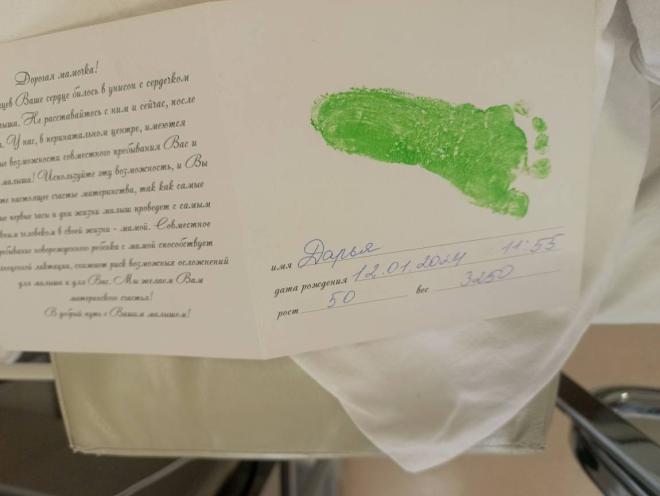 Дорогая мамочка!
Ваше сердце билось в унисон с сердечком
Не расставайтесь с ним и сейчас, после
У нас, в перинатальном центре, имеются
возможности совместного пребывания Вас и
малыша! Используйте эту возможность, и Вы
настоящее счастье материнства, так как самые
первые часы и дни жизни малыш проведет с самым
человеком в своей жизни - мамой. Совместное
новорожденного ребенка с мамой способствует
лактации, снижает риск возможных осложнений
для малыша и для Вас. Мы желаем Вам
материнского счастья!
В добрый путь с Вашим малышом!
имя Дарья
дата рождения 12.01.2024 11:55
рост 50 вес 3250